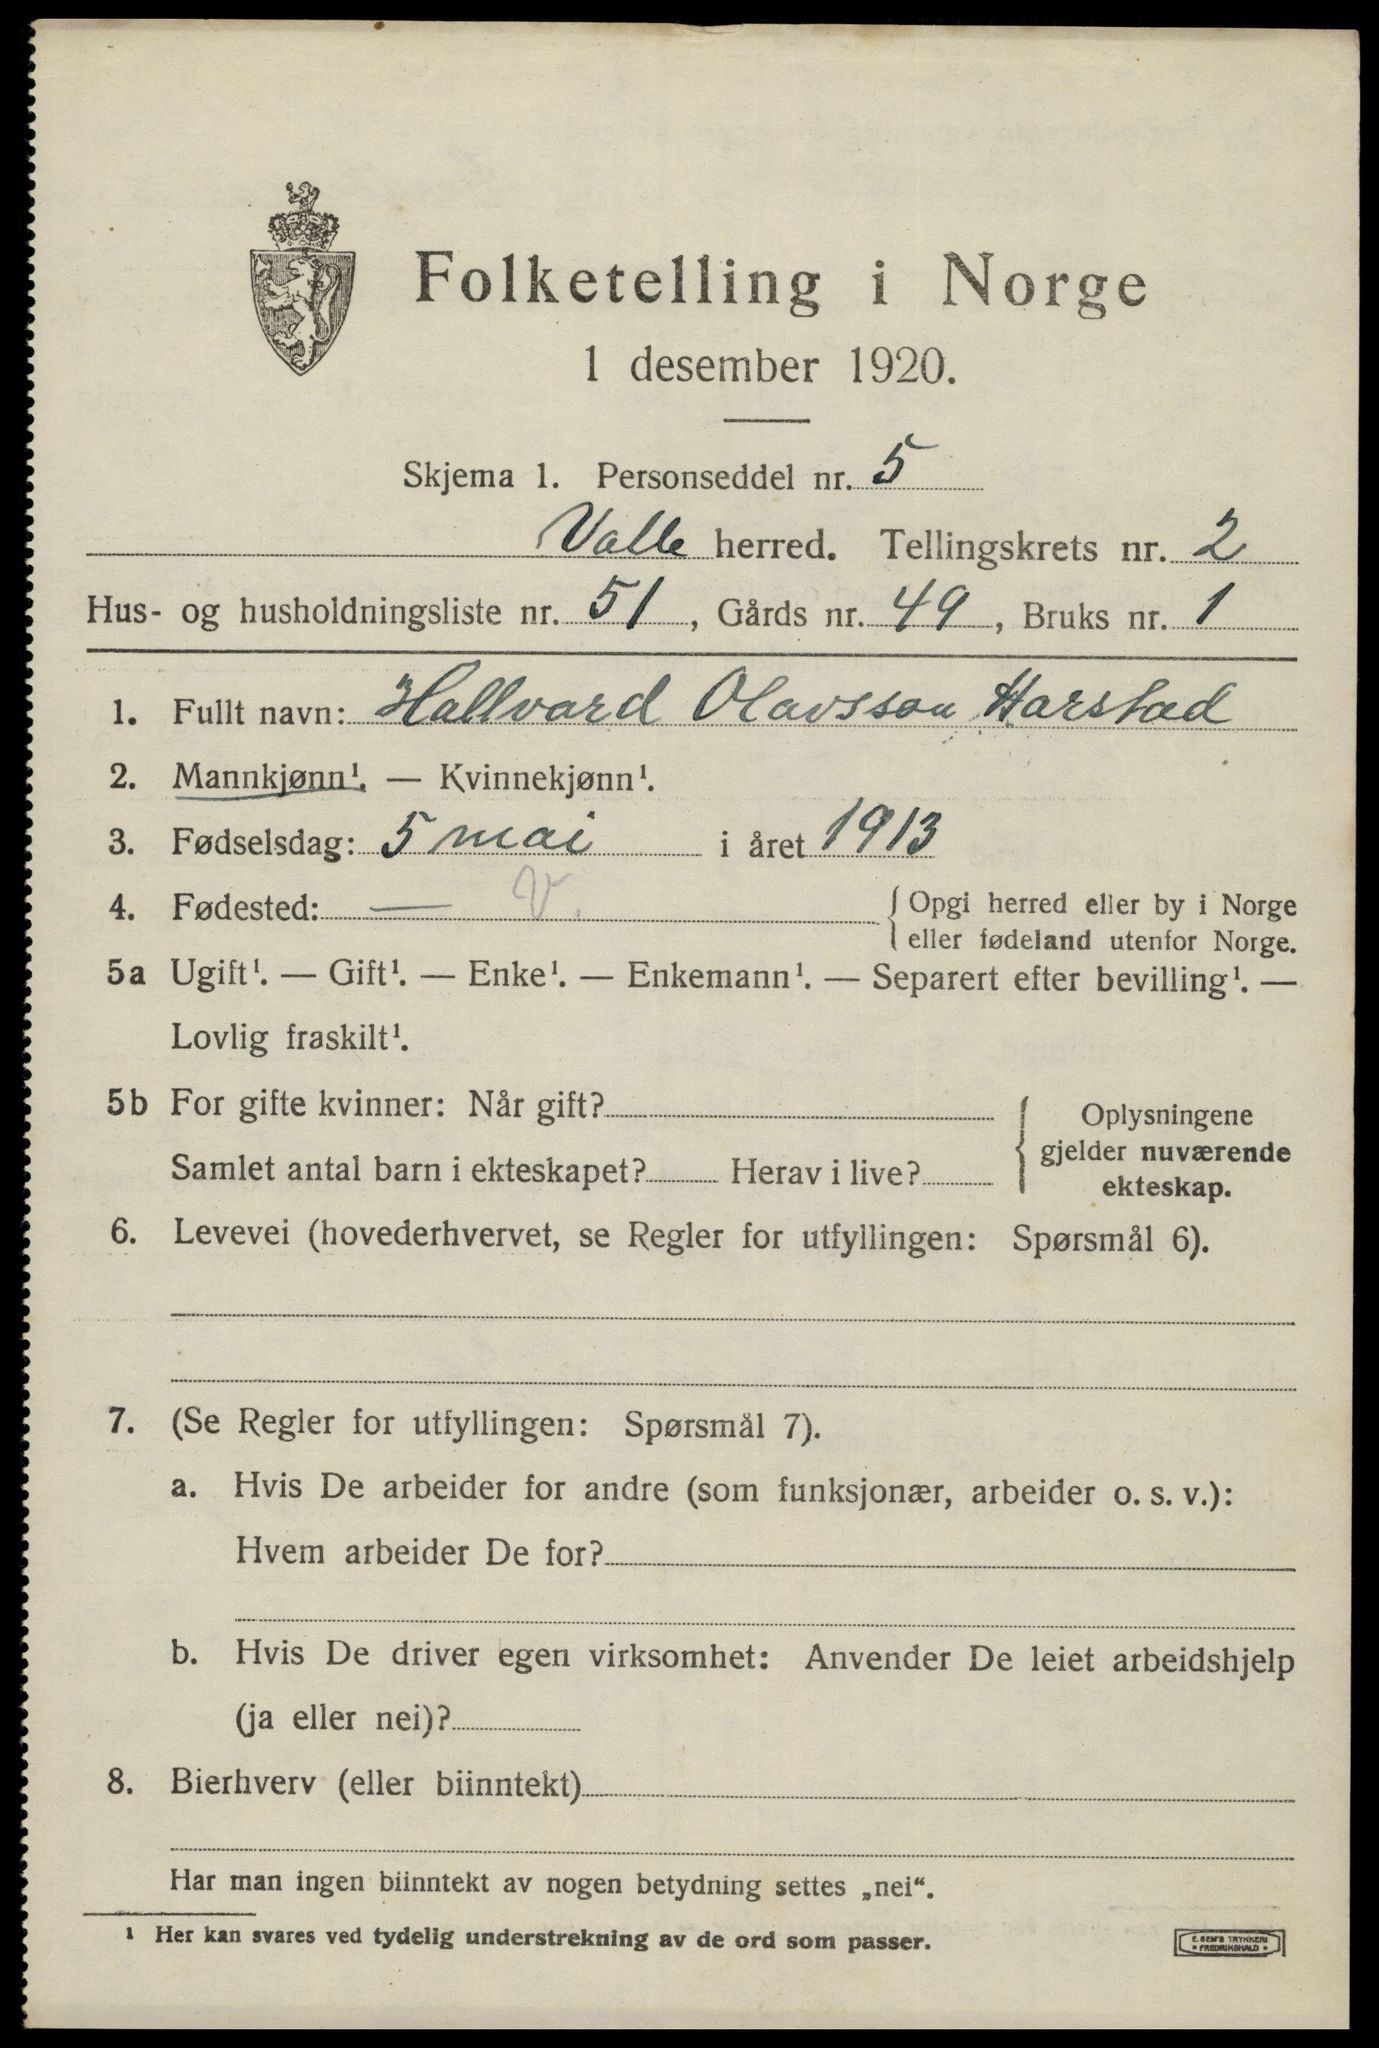 Folketelling i Norge
1 desember 1920.
Skjema 1. Personseddel nr. 5
Valle herred. Tellingskrets nr. 2
Hus- og husholdningsliste nr. 51, Gårds nr. 49, Bruks nr. 1
1. Fullt navn: Hallvard Olavsson Harstad
2. Mannkjønn¹. — Kvinnekjønn¹.
3. Fødselsdag: 5 mai i året 1913
4. Fødested: — V. { Opgi herred eller by i Norge
eller fødeland utenfor Norge.
5a Ugift¹. — Gift¹. — Enke¹. — Enkemann¹. — Separert efter bevilling¹. —
Lovlig fraskilt¹.
5b For gifte kvinner: Når gift?
Samlet antal barn i ekteskapet? Herav i live?
Oplysningene
gjelder nuværende
ekteskap.
6. Levevei (hovederhvervet, se Regler for utfyllingen: Spørsmål 6).
7. (Se Regler for utfyllingen: Spørsmål 7).
a. Hvis De arbeider for andre (som funksjonær, arbeider o. s. v.):
Hvem arbeider De for?
b. Hvis De driver egen virksomhet: Anvender De leiet arbeidshjelp
(ja eller nei)?
8. Bierhverv (eller biinntekt)
Har man ingen biinntekt av nogen betydning settes „nei“.
¹ Her kan svares ved tydelig understrekning av de ord som passer.
E. SEM'S TRYKKERI
* FREDRIKSHALD *